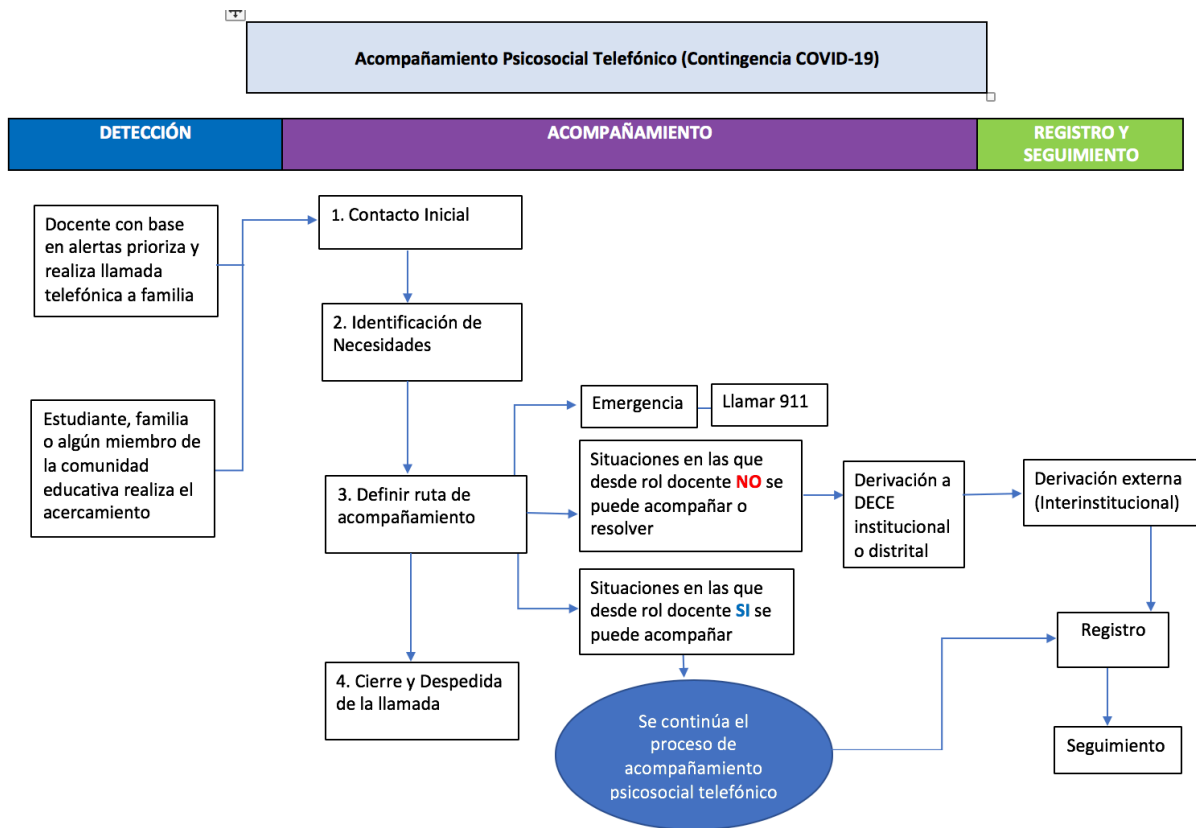 Acompañamiento Psicosocial Telefónico (Contingencia COVID-19)
DETECCIÓN
ACOMPAÑAMIENTO
REGISTRO Y
SEGUIMIENTO
Docente con base
en alertas prioriza y
realiza llamada
telefónica a familia
Estudiante, familia
o algún miembro de
la comunidad
educativa realiza el
acercamiento
1. Contacto Inicial
2. Identificación de
Necesidades
3. Definir ruta de
acompañamiento
4. Cierre y Despedida
de la llamada
Emergencia
Llamar 911
Situaciones en las que
desde rol docente NO se
puede acompañar o
resolver
Derivación a
DECE
institucional
o distrital
Derivación externa
(Interinstitucional)
Situaciones en las que
desde rol docente SI se
puede acompañar
Se continúa el
proceso de
acompañamiento
psicosocial telefónico
Registro
Seguimiento